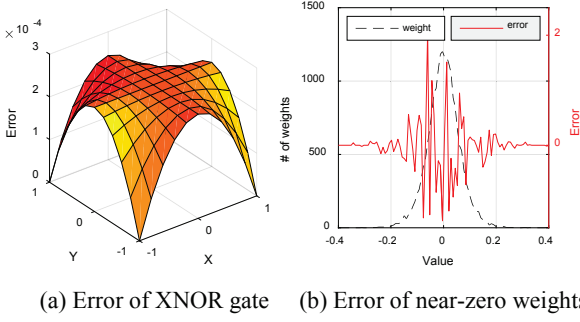 × 10 -4
3
2
1
0
Error
1
0
-1
Y
-1
0
1
X
weight
error
1500
1000
500
0
# of weights
2
1
0
Error
-0.4
-0.2
0
0.2
0.4
Value
(a) Error of XNOR gate
(b) Error of near-zero weights